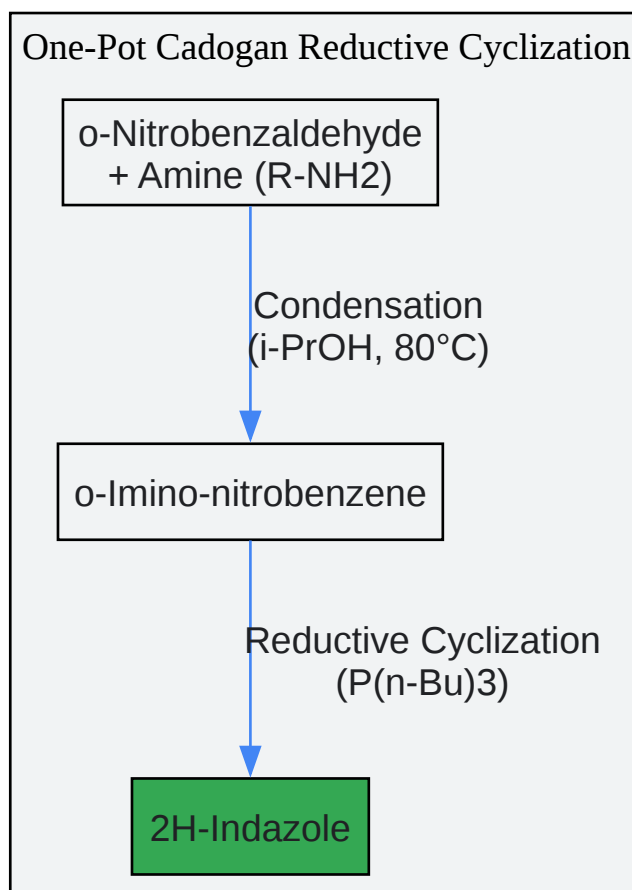 One-Pot Cadogan Reductive Cyclization
o-Nitrobenzaldehyde
+ Amine (R-NH2)
Condensation
(i-PrOH, 80°C)
o-Imino-nitrobenzene
Reductive Cyclization
(P(n-Bu)3)
2H-Indazole